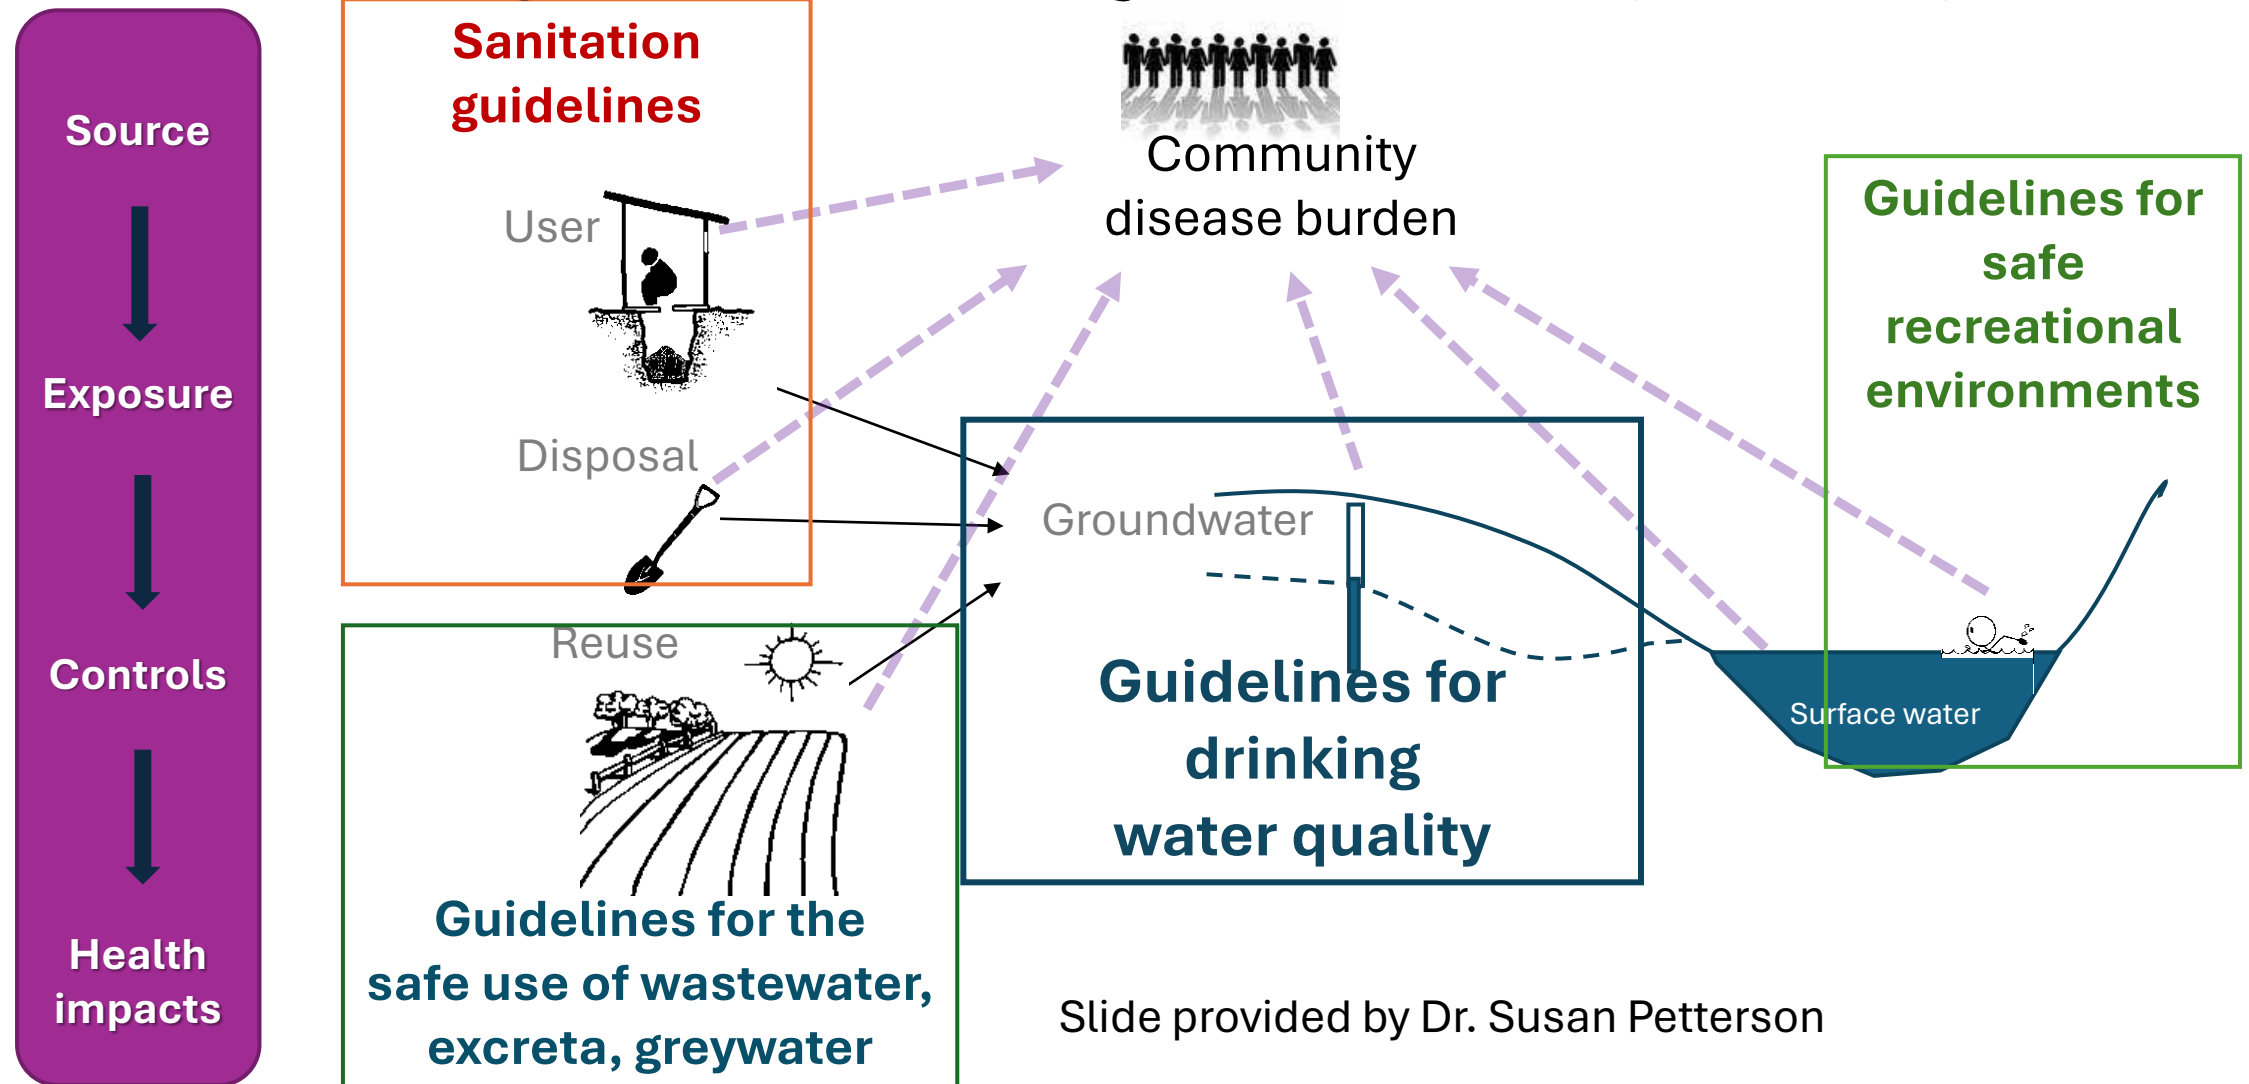 Source
Exposure
Controls
Health
impacts
Sanitation
guidelines
User
Disposal
Reuse
Guidelines for the
safe use of wastewater,
excreta, greywater
Community
disease burden
Groundwater
Guidelines for
drinking
water quality
Guidelines for
safe
recreational
environments
Surface water
Slide provided by Dr. Susan Petterson